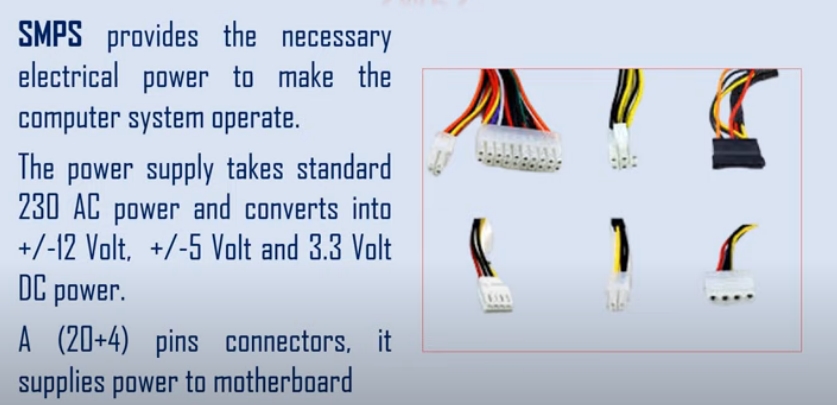 SMPS provides the necessary
electrical power to make the
computer system operate.
The power supply takes standard
230 AC power and converts into
+/-12 Volt, +/-5 Volt and 3.3 Volt
DC power.
A (20+4) pins connectors, it
supplies power to motherboard